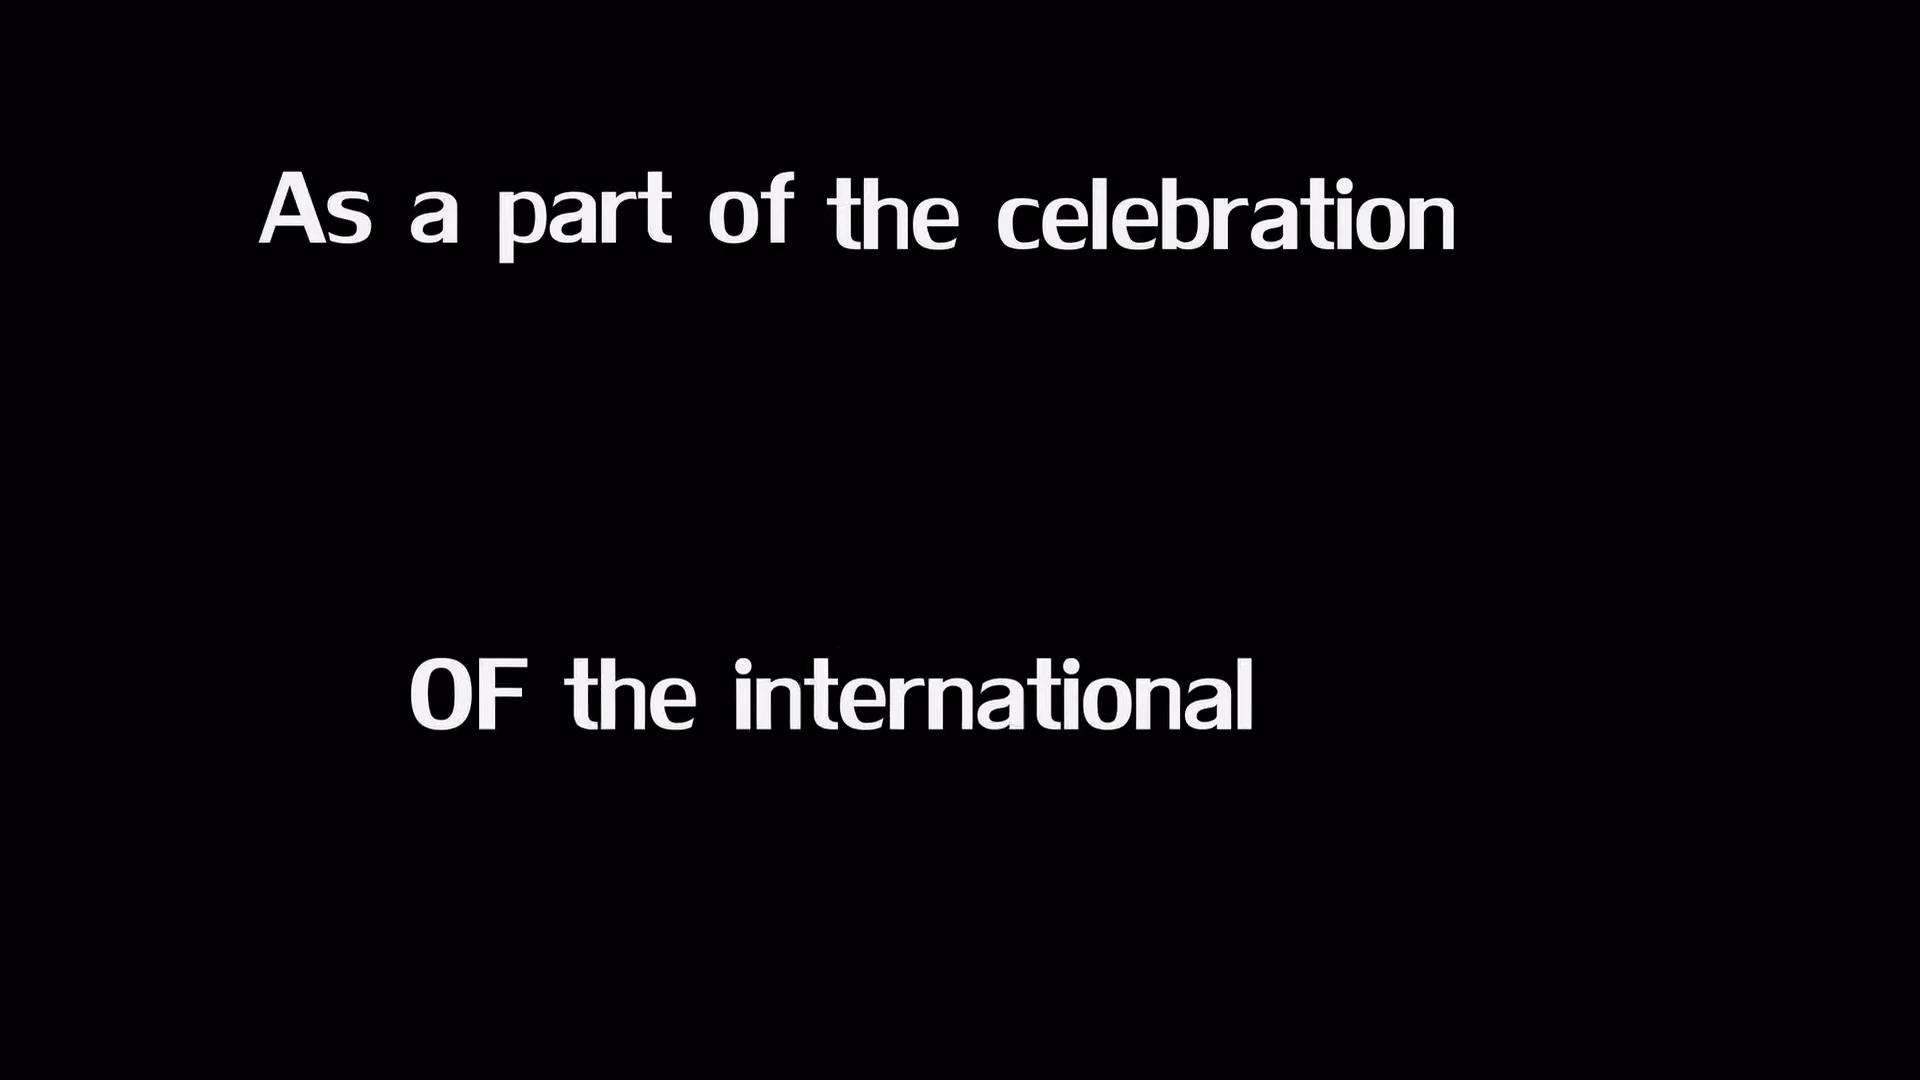 As a part of the celebration
OF the international